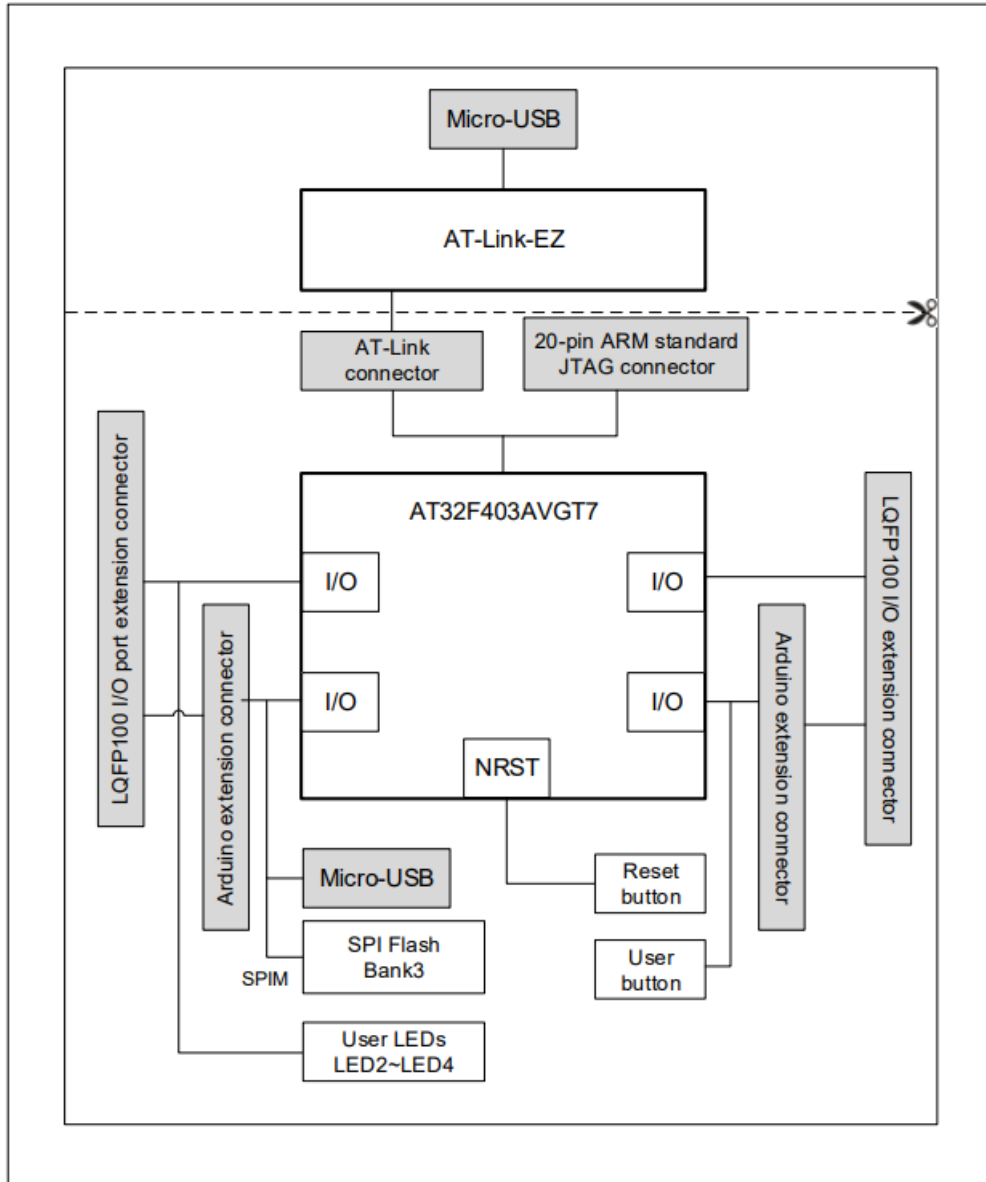 Micro-USB
AT-Link-EZ
AT-Link
connector
20-pin ARM standard
JTAG connector
LQFP100 I/O port extension connector
Arduino extension connector
AT32F403AVGT7
I/O
I/O
I/O
I/O
NRST
LQFP100 I/O extension connector
Arduino extension connector
Micro-USB
SPI Flash
Bank3
SPIM
User LEDs
LED2~LED4
Reset
button
User
button